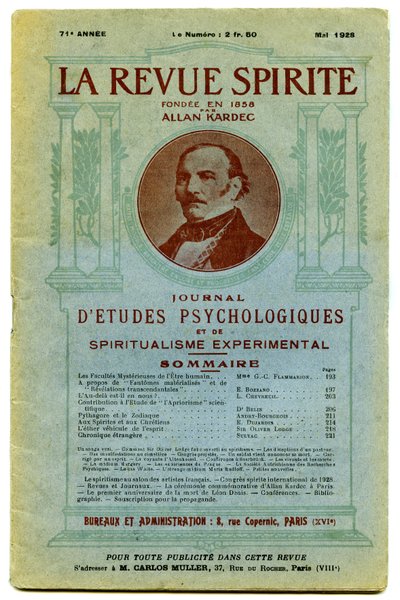 71e ANNÉE Le Numéro : 2 fr. 50 Mai 1928
LA REVUE SPIRITE
FONDÉE EN 1858
PAR
ALLAN KARDEC
JOURNAL
D'ETUDES PSYCHOLOGIQUES
ET DE
SPIRITUALISME EXPERIMENTAL
SOMMAIRE
Pages
Les Facultés Mystérieuses de l'Être humain. . . . Mme G.-C. FLAMMARION. . 193
A propos de "Fantômes matérialisés" et de
"Révélations transcendentales". . . . E. BOZZANO. . . . 197
L'Au-delà est-il en nous ? . . . . L. CHEVREUIL. . . . 203
Contribution à l'Etude de "l'Apriorisme" scien-
tifique. . . . Dr BELIN . . . . 206
Pythagore et le Zodiaque . . . . ANDRY-BOURGEOIS. . . . 211
Aux Spirites et aux Chrétiens . . . . E. DUJARDIN . . . . 214
L'éther véhicule de l'esprit . . . . SIR OLIVER LODGE . . 218
Chronique étrangère . . . . 221
Le spiritisme au salon des artistes français. — Congrès spirite international de 1928.
— Revues et Journaux. — La cérémonie commémorative d'Allan Kardec à Paris.
— Le premier anniversaire de la mort de Léon Denis. — Conférences. — Biblio-
graphie. — Souscription pour la propagande.
BUREAUX ET ADMINISTRATION : 8, rue Copernic, PARIS (XVIe)
POUR TOUTE PUBLICITÉ DANS CETTE REVUE
S'adresser à M. CARLOS MULLER, 37, RUE DU ROCHER, Paris (VIIIe)